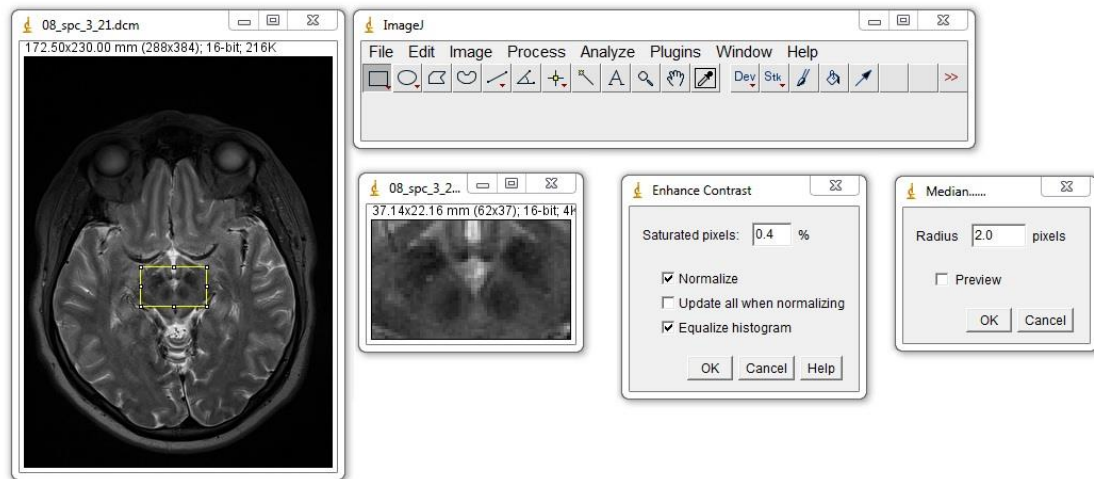 08_spc_3_21.dcm
172.50x230.00 mm (288x384); 16-bit; 216K
ImageJ
File Edit Image Process Analyze Plugins Window Help
A Dev Stk >>
08_spc_3_2...
37.14x22.16 mm (62x37); 16-bit; 4K
Enhance Contrast
Saturated pixels: 0.4 %
Normalize
Update all when normalizing
Equalize histogram
OK Cancel Help
Median......
Radius 2.0 pixels
Preview
OK Cancel